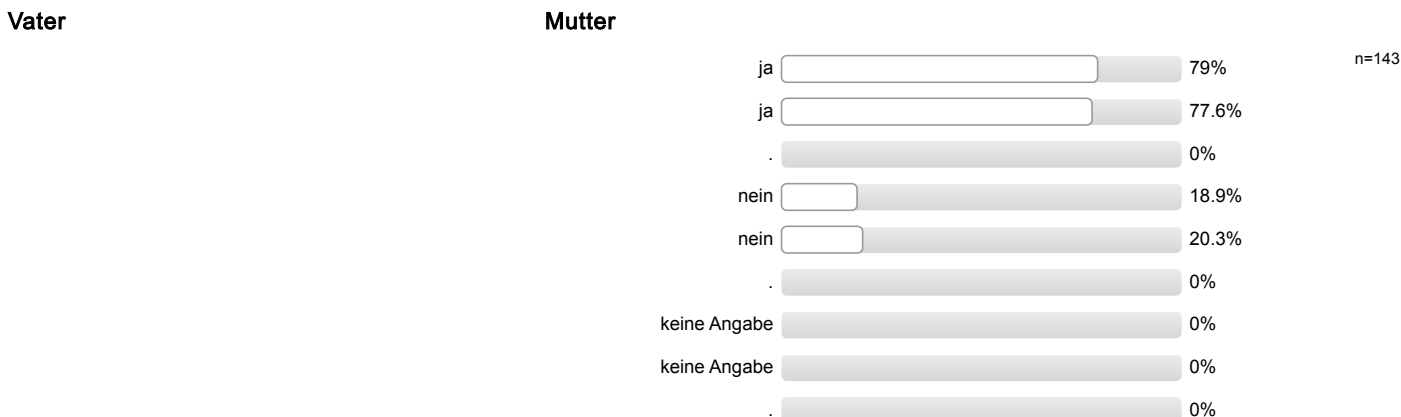 Vater Mutter
ja 79% n=143
ja 77.6%
. 0%
nein 18.9%
nein 20.3%
. 0%
keine Angabe 0%
keine Angabe 0%
. 0%